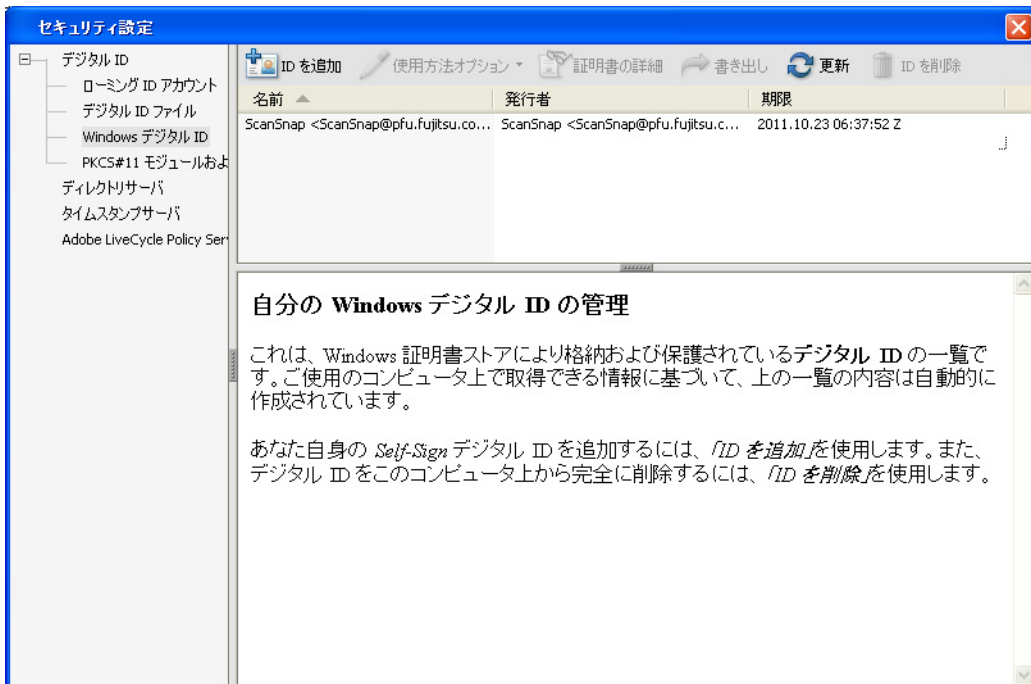 セキュリティ設定
デジタル ID
ローミング ID アカウント
デジタル ID ファイル
Windows デジタル ID
PKCS#11 モジュールおよ
ディレクトリサーバ
タイムスタンプサーバ
Adobe LiveCycle Policy Ser
ID を追加 使用方法オプション 証明書の詳細 書き出し 更新 ID を削除
名前 発行者 期限
ScanSnap <ScanSnap@pfu.fujitsu.co... ScanSnap <ScanSnap@pfu.fujitsu.c... 2011.10.23 06:37:52 Z
自分の Windows デジタル ID の管理
これは、Windows 証明書ストアにより格納および保護されているデジタル ID の一覧で
す。ご使用のコンピュータ上で取得できる情報に基づいて、上の一覧の内容は自動的に
作成されています。
あなた自身の Self-Sign デジタル ID を追加するには、「ID を追加」を使用します。また、
デジタル ID をこのコンピュータ上から完全に削除するには、「ID を削除」を使用します。